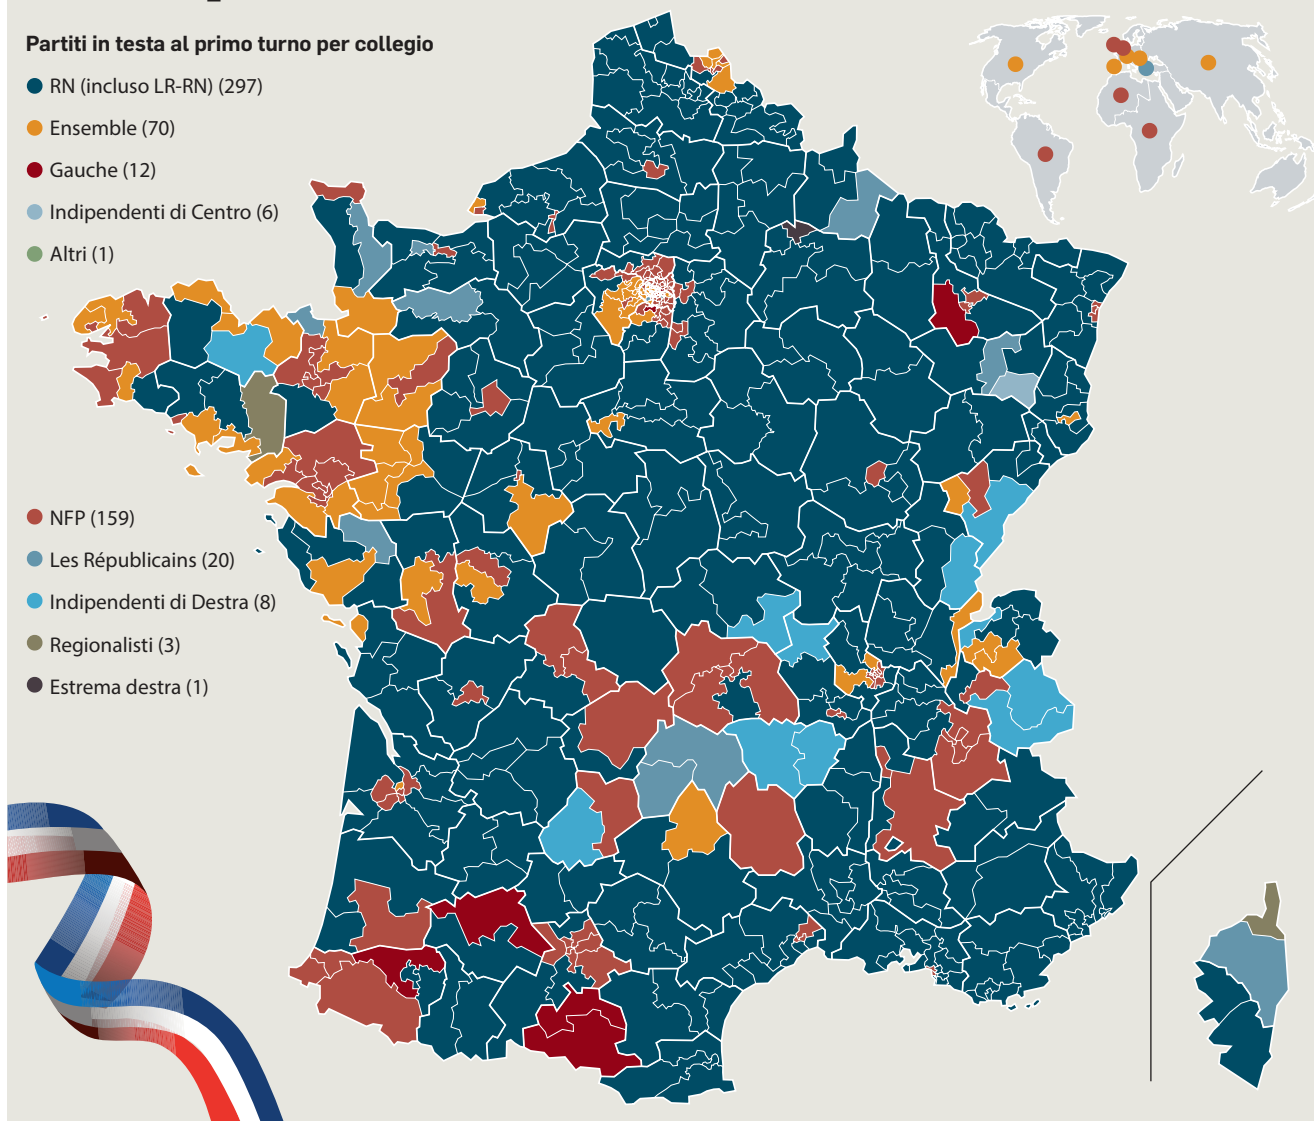 Partiti in testa al primo turno per collegio
RN (incluso LR-RN) (297)
Ensemble (70)
Gauche (12)
Indipendenti di Centro (6)
Altri (1)
NFP (159)
Les Républicains (20)
Indipendenti di Destra (8)
Regionalisti (3)
Estrema destra (1)